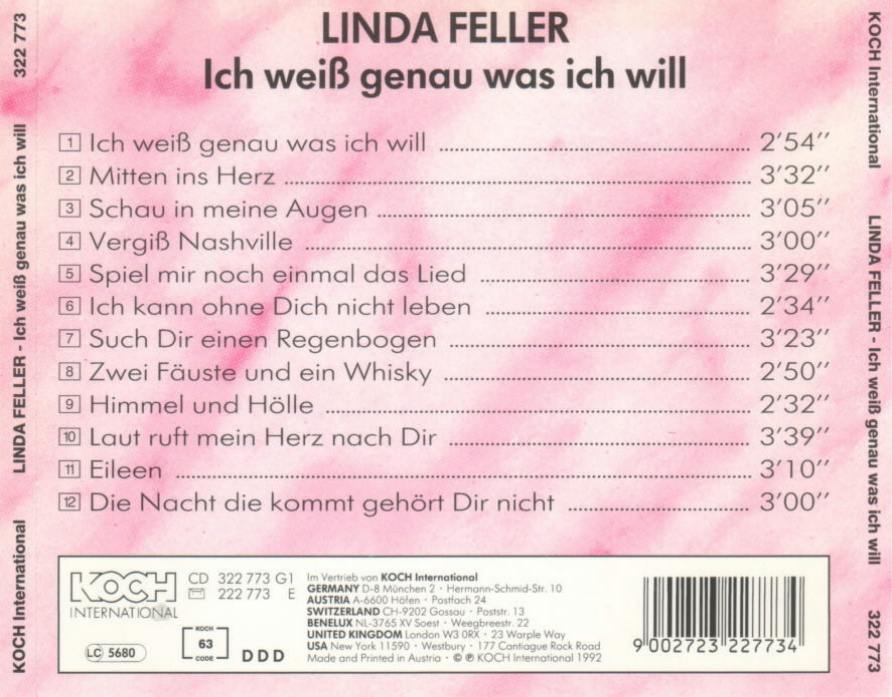 LINDA FELLER
Ich weiß genau was ich will
1 Ich weiß genau was ich will ........ 2'54''
2 Mitten ins Herz ........ 3'32''
3 Schau in meine Augen ........ 3'05''
4 Vergiß Nashville ........ 3'00''
5 Spiel mir noch einmal das Lied ........ 3'29''
6 Ich kann ohne Dich nicht leben ........ 2'34''
7 Such Dir einen Regenbogen ........ 3'23''
8 Zwei Fäuste und ein Whisky ........ 2'50''
9 Himmel und Hölle ........ 2'32''
10 Laut ruft mein Herz nach Dir ........ 3'39''
11 Eileen ........ 3'10''
12 Die Nacht die kommt gehört Dir nicht ........ 3'00''
KOCH
INTERNATIONAL
LC 5680
CD 322 773 G1
222 773 E
KOCH
63
CODE
DDD
Im Vertrieb von KOCH International
GERMANY D-8 München 2 · Hermann-Schmid-Str. 10
AUSTRIA A-6600 Höfen · Postfach 24
SWITZERLAND CH-9202 Gossau · Poststr. 13
BENELUX NL-3765 XV Soest · Weegbreestr. 22
UNITED KINGDOM London W3 0RX · 23 Warple Way
USA New York 11590 · Westbury · 177 Cantiague Rock Road
Made and Printed in Austria · © ℗ KOCH International 1992
9 002723 227734
KOCH International LINDA FELLER - Ich weiß genau was ich will 322 773
KOCH International LINDA FELLER - Ich weiß genau was ich will 322 773